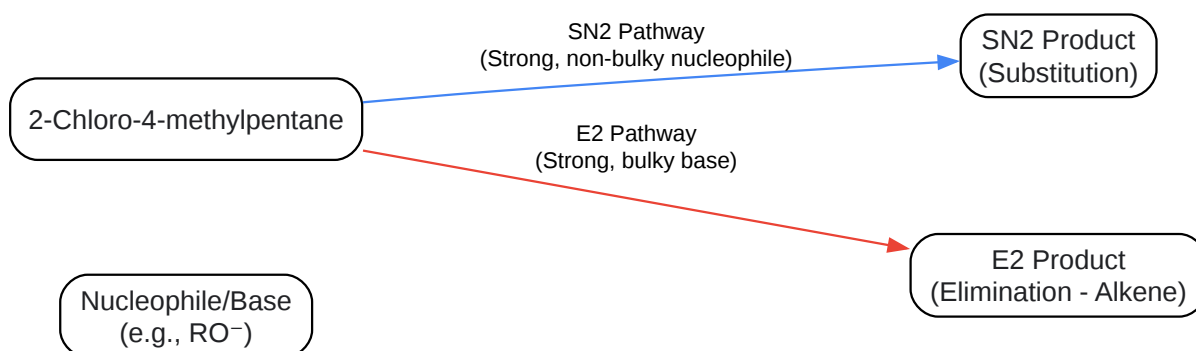 SN2 Pathway
(Strong, non-bulky nucleophile)
SN2 Product
(Substitution)
2-Chloro-4-methylpentane
E2 Pathway
(Strong, bulky base)
E2 Product
(Elimination - Alkene)
Nucleophile/Base
(e.g., RO⁻)